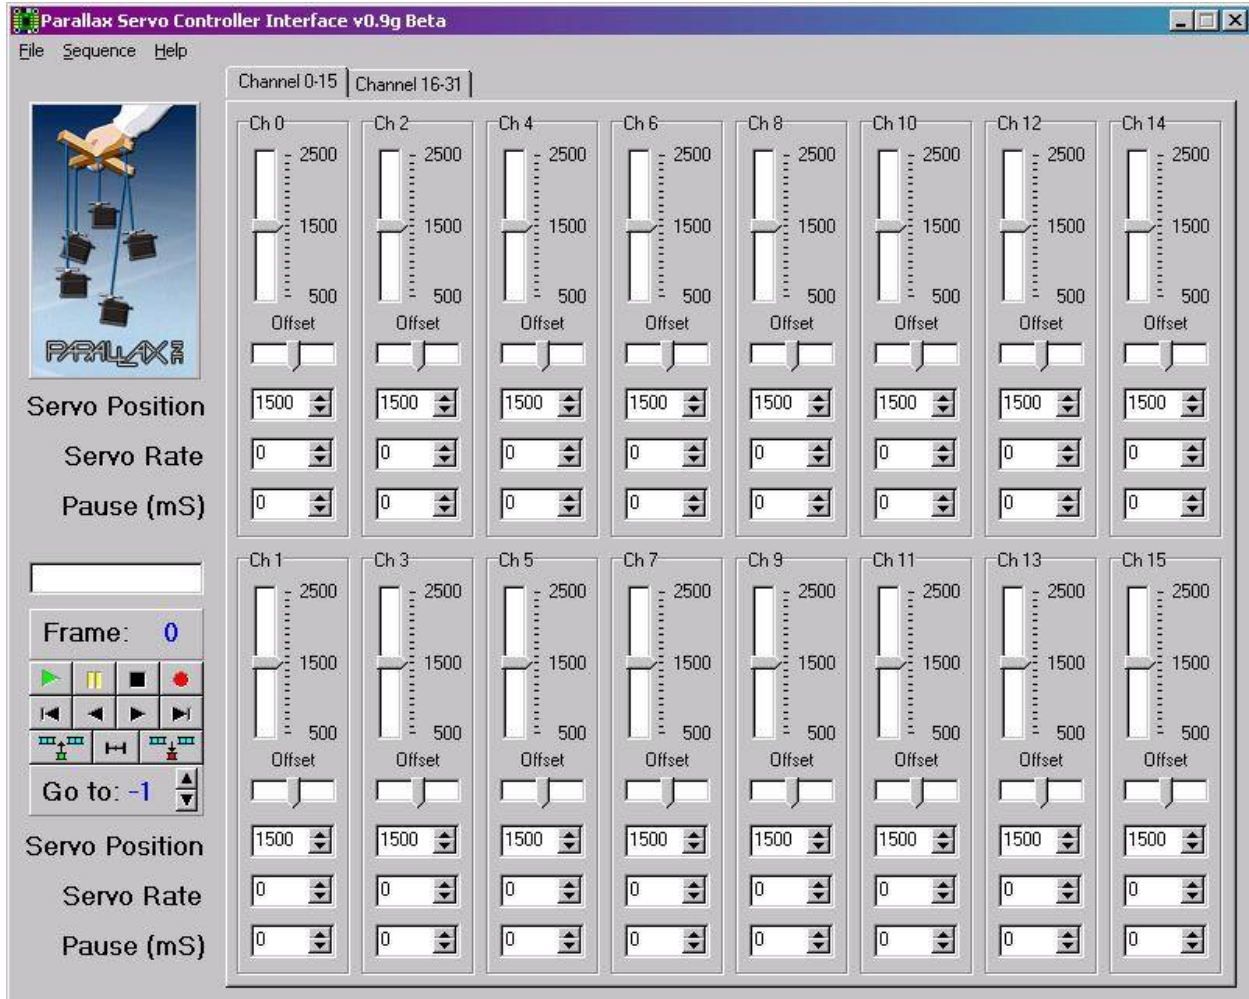 Parallax Servo Controller Interface v0.9g Beta
File Sequence Help
Channel 0-15 Channel 16-31
Ch 0 Ch 2 Ch 4 Ch 6 Ch 8 Ch 10 Ch 12 Ch 14
2500 2500 2500 2500 2500 2500 2500 2500
1500 1500 1500 1500 1500 1500 1500 1500
500 500 500 500 500 500 500 500
Offset Offset Offset Offset Offset Offset Offset Offset
PARALLAX INC
Servo Position 1500 1500 1500 1500 1500 1500 1500 1500
Servo Rate 0 0 0 0 0 0 0 0
Pause (mS) 0 0 0 0 0 0 0 0
Ch 1 Ch 3 Ch 5 Ch 7 Ch 9 Ch 11 Ch 13 Ch 15
2500 2500 2500 2500 2500 2500 2500 2500
Frame: 0
1500 1500 1500 1500 1500 1500 1500 1500
500 500 500 500 500 500 500 500
Offset Offset Offset Offset Offset Offset Offset Offset
Go to: -1
Servo Position 1500 1500 1500 1500 1500 1500 1500 1500
Servo Rate 0 0 0 0 0 0 0 0
Pause (mS) 0 0 0 0 0 0 0 0